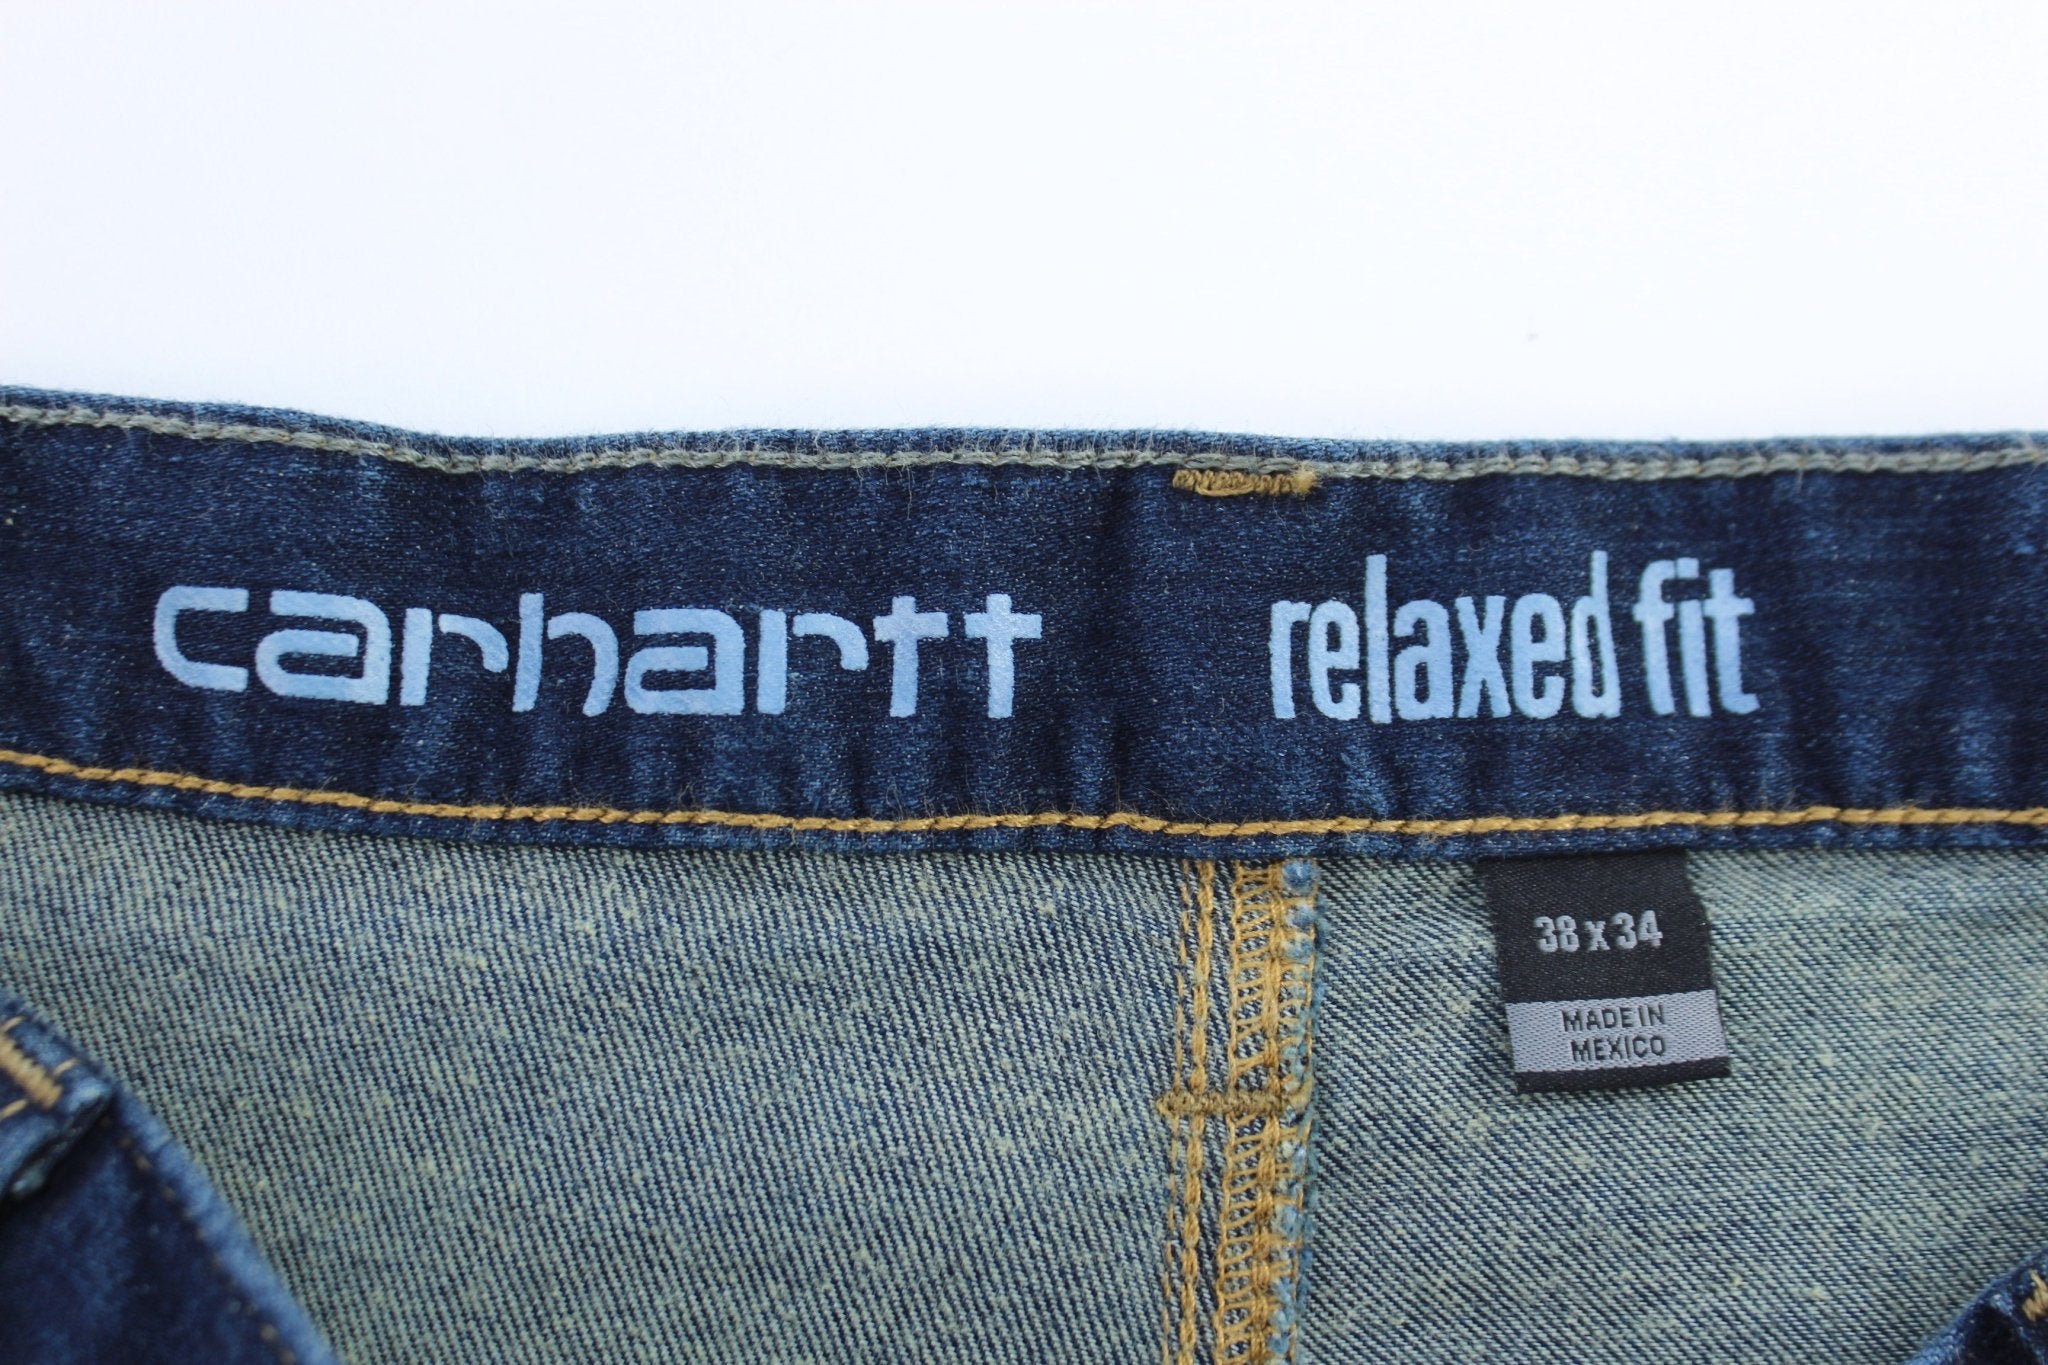 carhartt relaxed fit
38 x 34
MADE IN
MEXICO